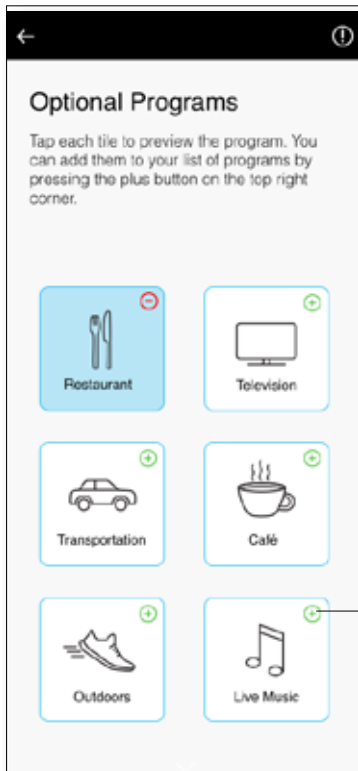 Optional Programs
Tap each tile to preview the program. You
can add them to your list of programs by
pressing the plus button on the top right
corner.
Restaurant
Television
Transportation
Café
Outdoors
Live Music